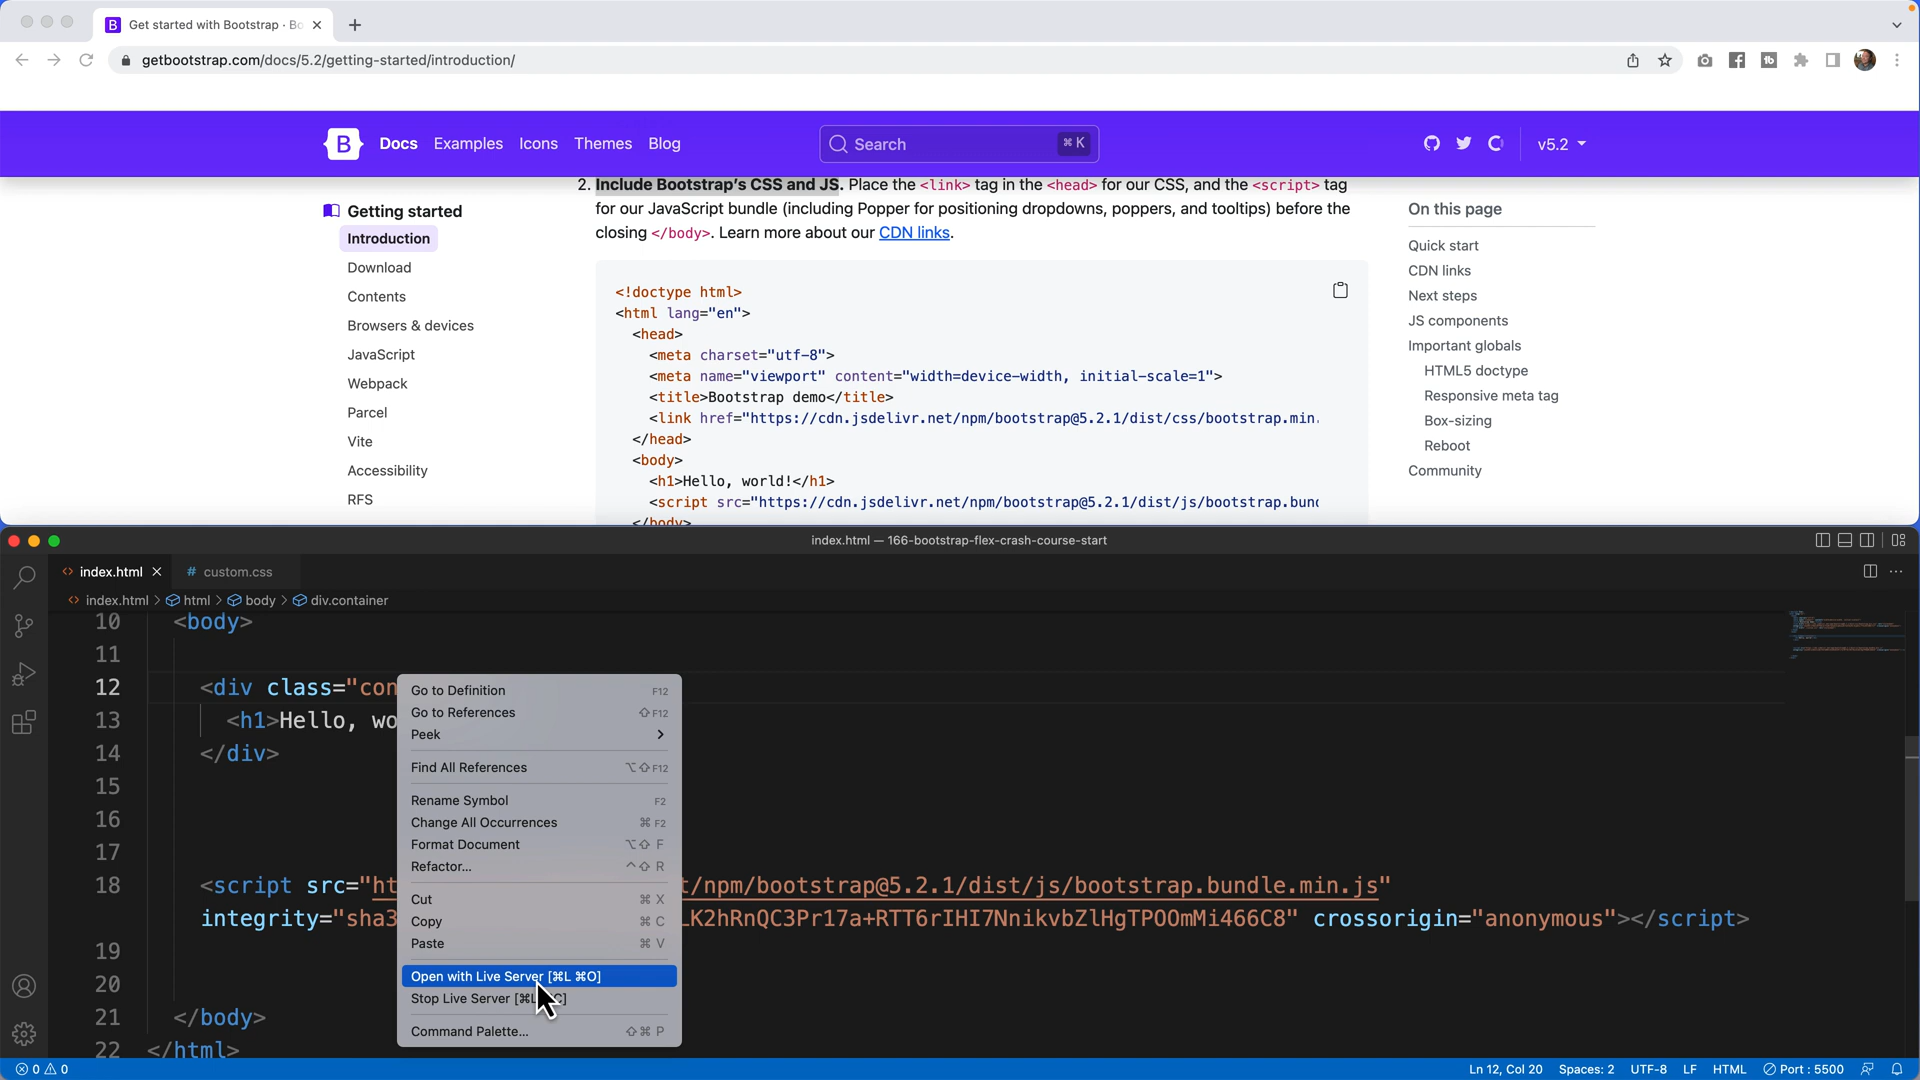 Get started with Bootstrap · Bo
getbootstrap.com/docs/5.2/getting-started/introduction/
B Docs Examples Icons Themes Blog Search ⌘ K v5.2
2. Include Bootstrap's CSS and JS. Place the <link> tag in the <head> for our CSS, and the <script> tag
for our JavaScript bundle (including Popper for positioning dropdowns, poppers, and tooltips) before the
closing </body>. Learn more about our CDN links.
Getting started
Introduction
Download
Contents
Browsers & devices
JavaScript
Webpack
Parcel
Vite
Accessibility
RFS
<!doctype html>
<html lang="en">
<head>
<meta charset="utf-8">
<meta name="viewport" content="width=device-width, initial-scale=1">
<title>Bootstrap demo</title>
<link href="https://cdn.jsdelivr.net/npm/bootstrap@5.2.1/dist/css/bootstrap.min.
</head>
<body>
<h1>Hello, world!</h1>
<script src="https://cdn.jsdelivr.net/npm/bootstrap@5.2.1/dist/js/bootstrap.bund
</body>
On this page
Quick start
CDN links
Next steps
JS components
Important globals
HTML5 doctype
Responsive meta tag
Box-sizing
Reboot
Community
index.html — 166-bootstrap-flex-crash-course-start
index.html
# custom.css
index.html > html > body > div.container
10 <body>
11
12 <div class="con
13 <h1>Hello, wo
14 </div>
15
16
17
18 <script src="ht t/npm/bootstrap@5.2.1/dist/js/bootstrap.bundle.min.js"
integrity="sha3 LK2hRnQC3Pr17a+RTT6rIHI7NnikvbZlHgTPOOmMi466C8" crossorigin="anonymous"></script>
19
20
21 </body>
22 </html>
Go to Definition F12
Go to References ⇧F12
Peek
Find All References ⌥⇧F12
Rename Symbol F2
Change All Occurrences ⌘F2
Format Document ⌥⇧ F
Refactor... ^⇧ R
Cut ⌘ X
Copy ⌘ C
Paste ⌘ V
Open with Live Server [⌘L ⌘O]
Stop Live Server [⌘L C]
Command Palette... ⇧⌘ P
0 0
Ln 12, Col 20 Spaces: 2 UTF-8 LF HTML Port : 5500